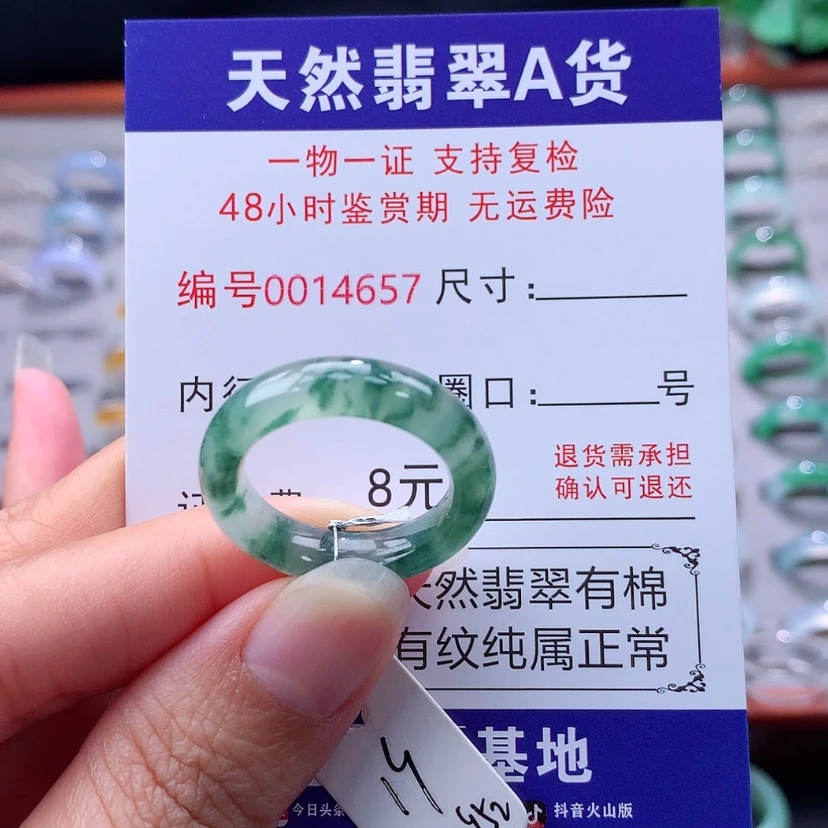 天然翡翠A货
一物一证 支持复检
48小时鉴赏期 无运费险
编号0014657 尺寸:
内 圈口: 号
8元
退货需承担
确认可退还
天然翡翠有棉
有纹纯属正常
基地
今日头条 抖音火山版